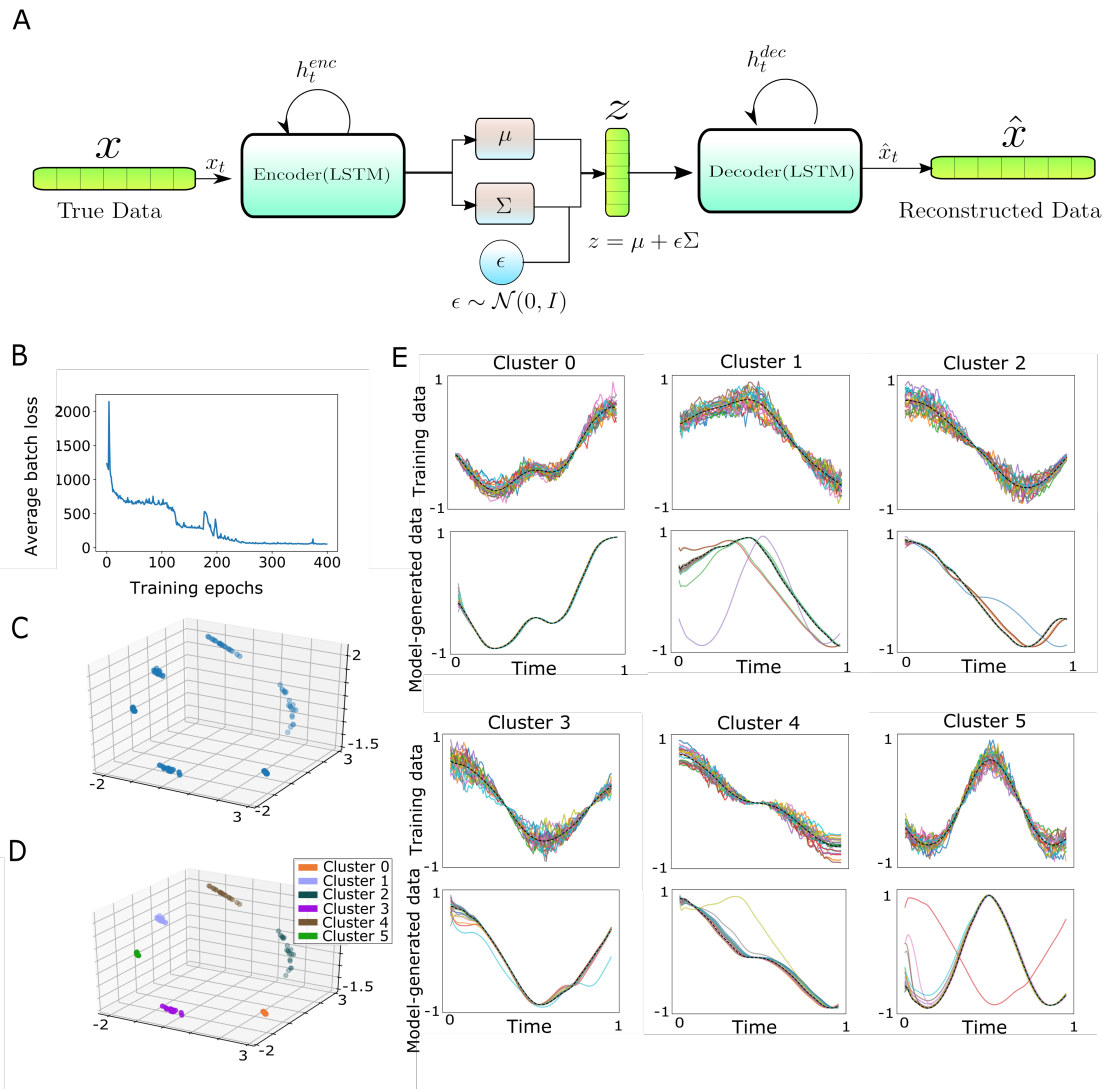 A
h_t^{enc}
h_t^{dec}
x
x_t
Encoder(LSTM)
μ
Σ
ϵ
z
Decoder(LSTM)
x̂_t
x̂
True Data
Reconstructed Data
z = μ + ϵΣ
ϵ ∼ 𝒩(0, I)
B
Average batch loss
2000
1500
1000
500
0
0 100 200 300 400
Training epochs
C
2
-1.5
-2
3
-2
3
D
Cluster 0
Cluster 1
Cluster 2
Cluster 3
Cluster 4
Cluster 5
-1.5
3
-2
3
-2
E
Cluster 0
Cluster 1
Cluster 2
Training data
1
-1
1
-1
1
-1
Model-generated data
1
-1
1
-1
1
-1
0 Time 1
0 Time 1
0 Time 1
Cluster 3
Cluster 4
Cluster 5
Training data
1
-1
1
-1
1
-1
Model-generated data
1
-1
1
-1
1
-1
0 Time 1
0 Time 1
0 Time 1